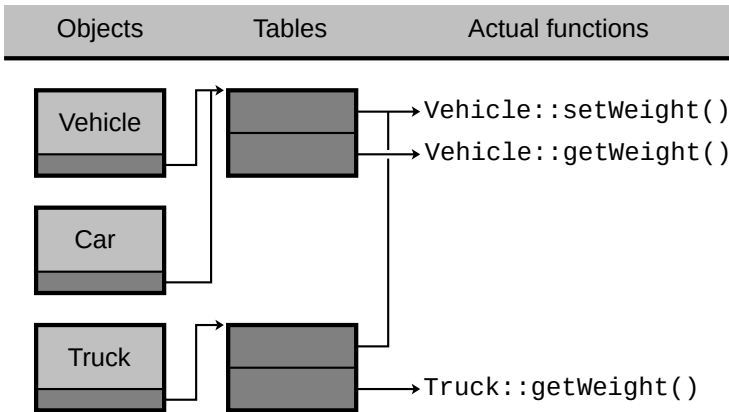 Objects Tables Actual functions
Vehicle
Vehicle::setWeight()
Vehicle::getWeight()
Car
Truck
Truck::getWeight()